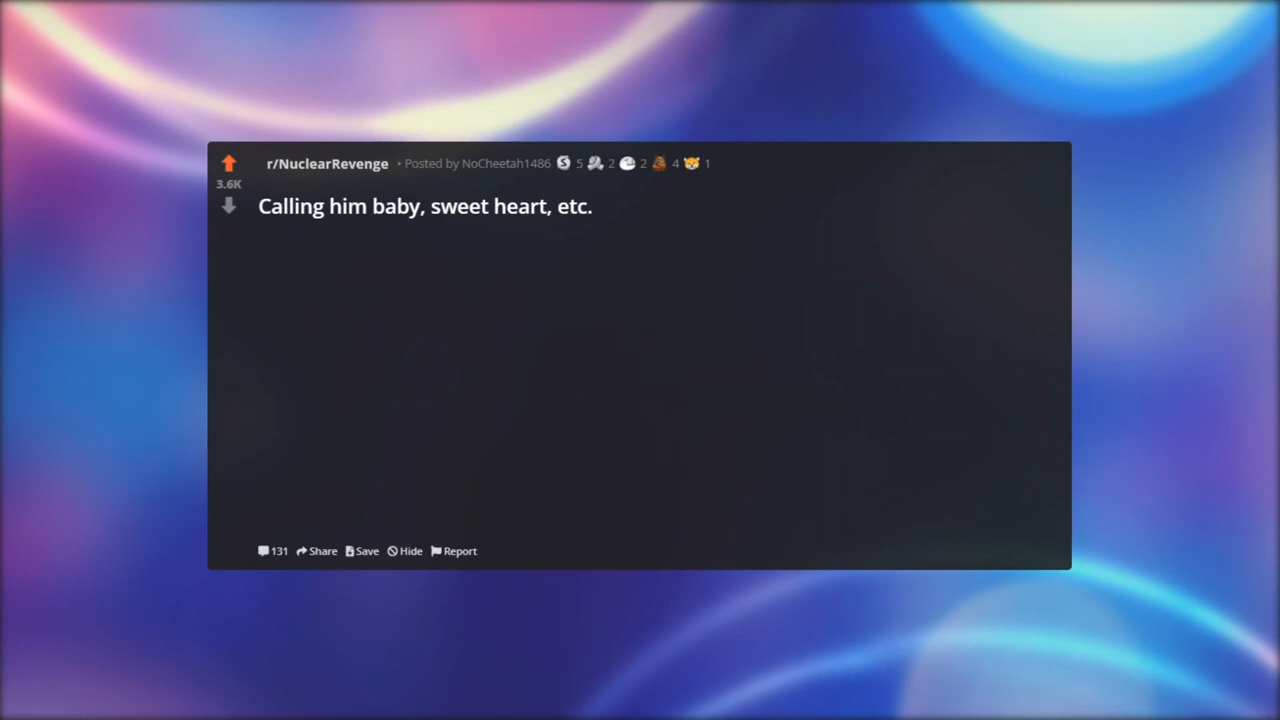 r/NuclearRevenge • Posted by NoCheetah1486 5 2 2 4 1
3.6K
Calling him baby, sweet heart, etc.
131 Share Save Hide Report